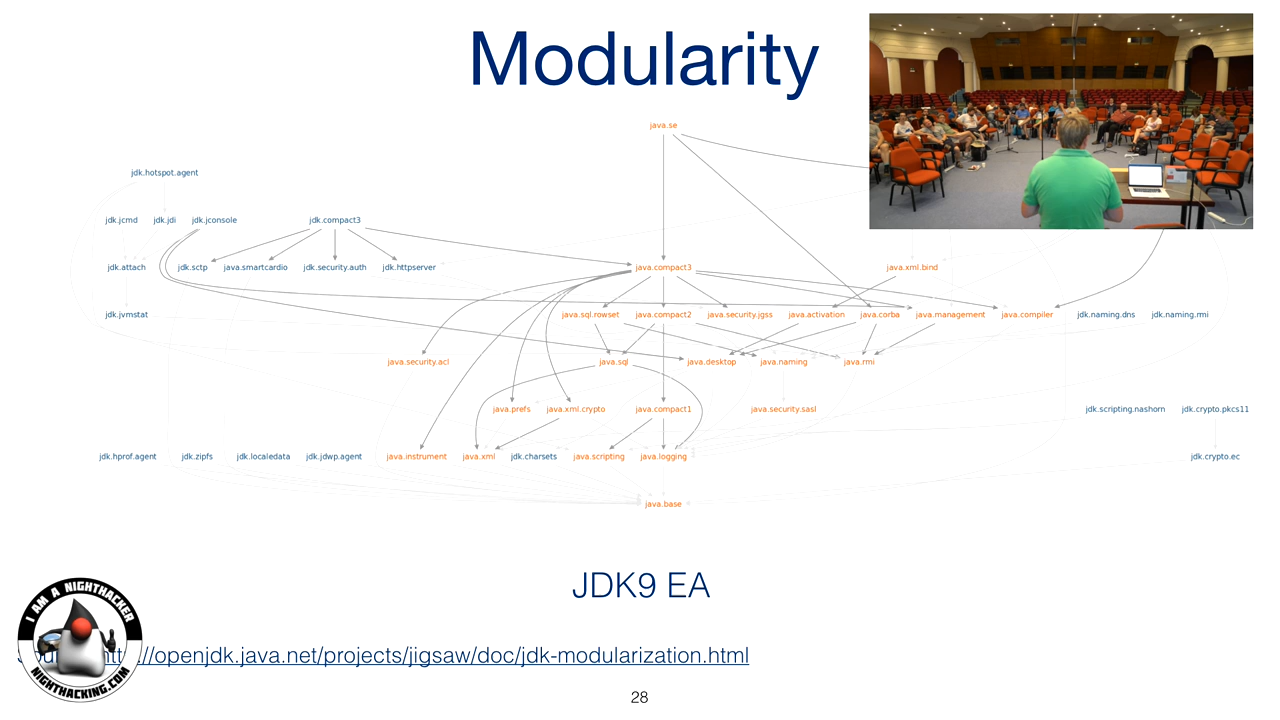 Modularity
java.se
jdk.hotspot.agent
jdk.jcmd jdk.jdi jdk.jconsole jdk.compact3
jdk.attach jdk.sctp java.smartcardio jdk.security.auth jdk.httpserver java.compact3 java.xml.bind
jdk.jvmstat java.sql.rowset java.compact2 java.security.jgss java.activation java.corba java.management java.compiler jdk.naming.dns jdk.naming.rmi
java.security.acl java.sql java.desktop java.naming java.rmi
java.prefs java.xml.crypto java.compact1 java.security.sasl jdk.scripting.nashorn jdk.crypto.pkcs11
jdk.hprof.agent jdk.zipfs jdk.localedata jdk.jdwp.agent java.instrument java.xml jdk.charsets java.scripting java.logging jdk.crypto.ec
java.base
JDK9 EA
I AM A NIGHTHACKER
://openjdk.java.net/projects/jigsaw/doc/jdk-modularization.html
NIGHTHACKING.COM
28